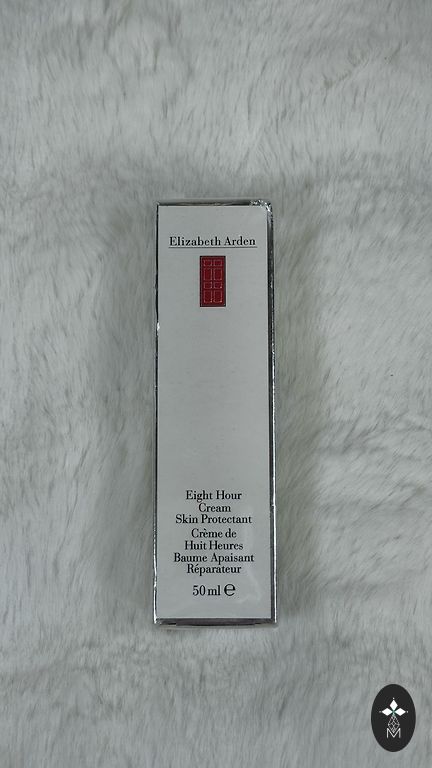 Elizabeth Arden
Eight Hour
Cream
Skin Protectant
Crème de
Huit Heures
Baume Apaisant
Réparateur
50 ml ℮
M